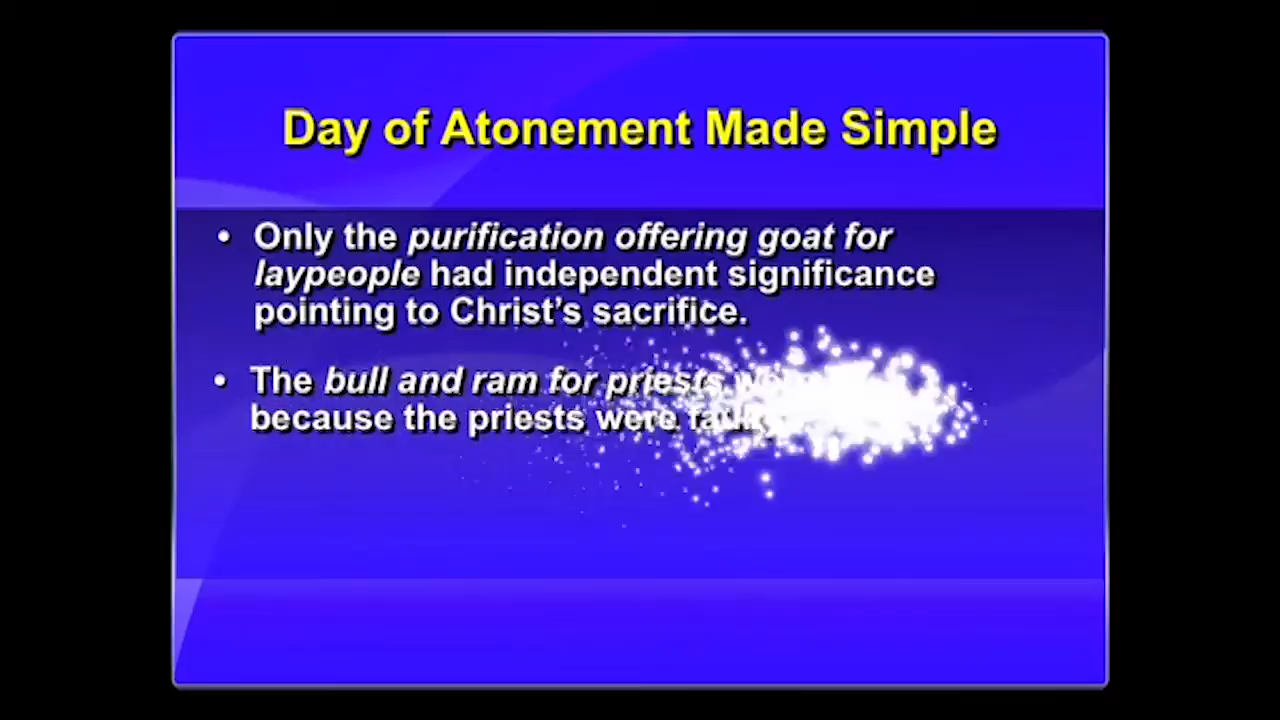 Day of Atonement Made Simple
• Only the purification offering goat for
laypeople had independent significance
pointing to Christ's sacrifice.
• The bull and ram for priests
because the priests were